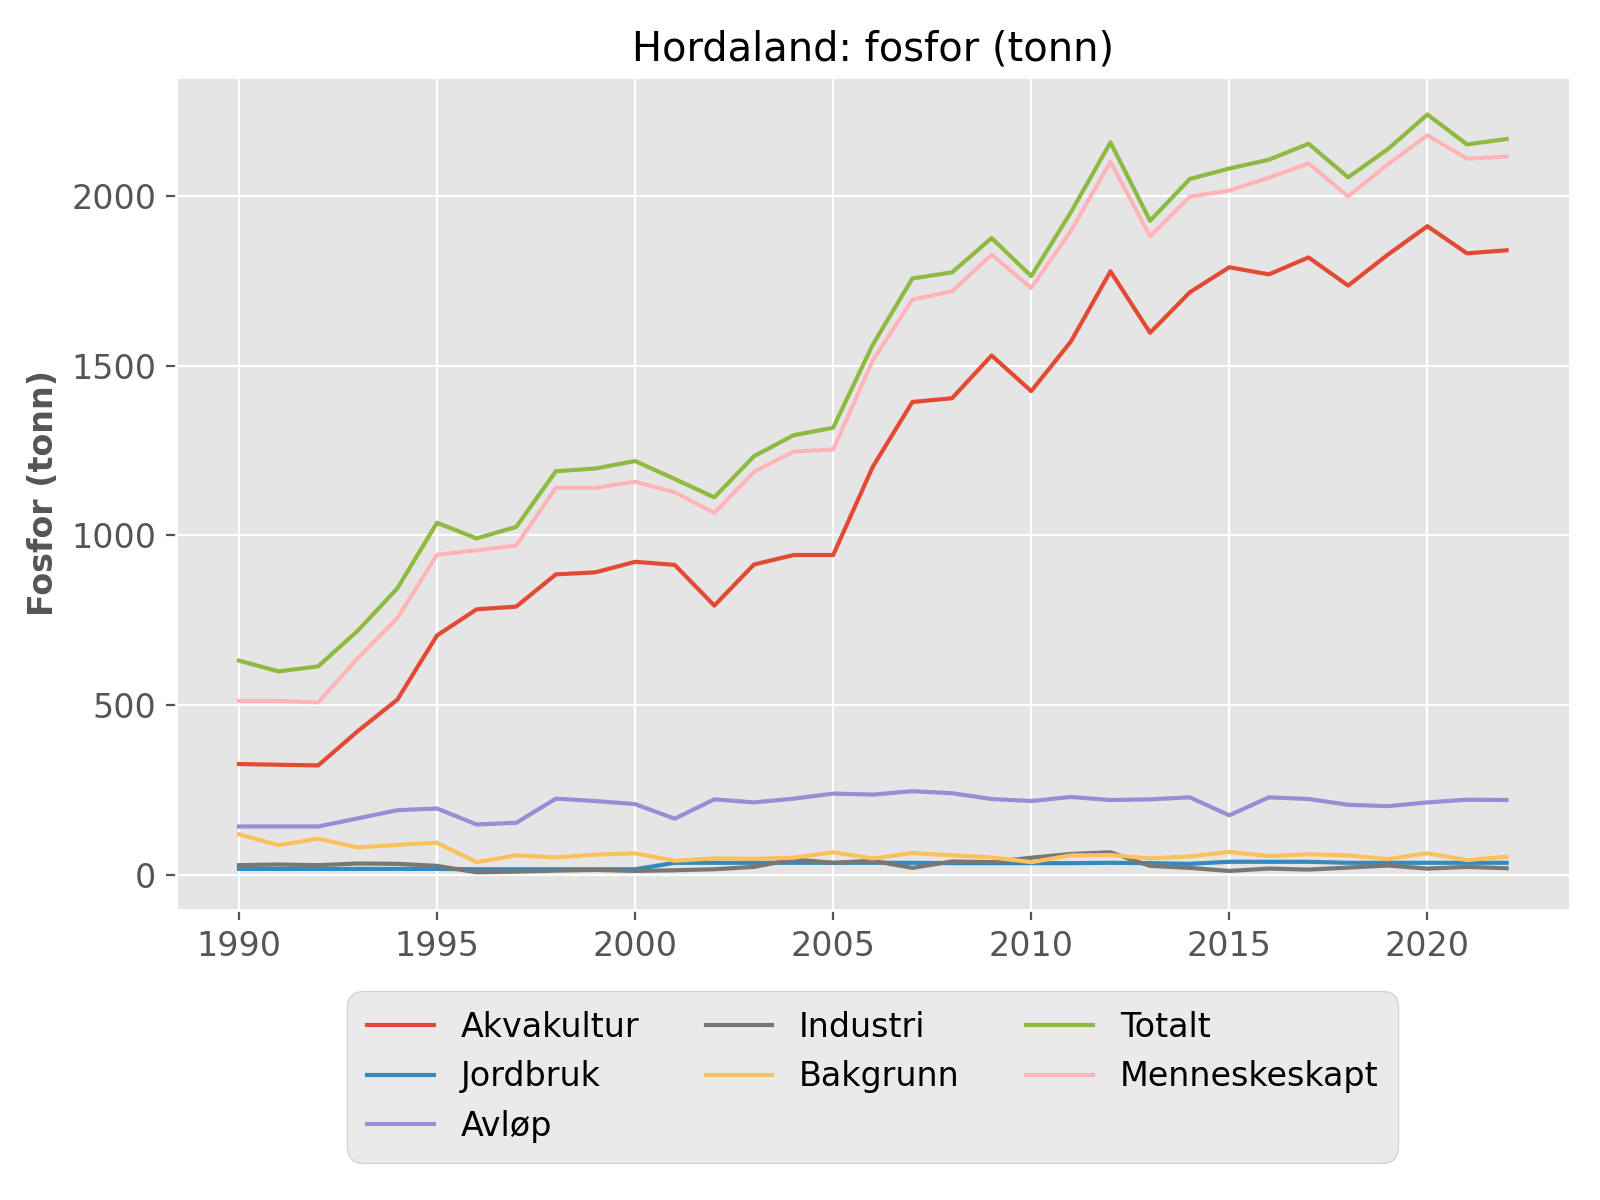 Hordaland: fosfor (tonn)
Fosfor (tonn)
2000
1500
1000
500
0
1990 1995 2000 2005 2010 2015 2020
Akvakultur Industri Totalt
Jordbruk Bakgrunn Menneskeskapt
Avløp